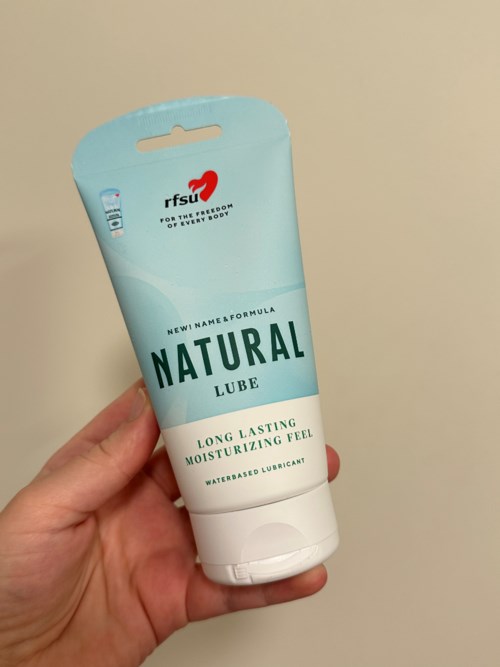 rfsu
FOR THE FREEDOM
OF EVERY BODY
NEW! NAME & FORMULA
NATURAL
LUBE
LONG LASTING
MOISTURIZING FEEL
WATERBASED LUBRICANT